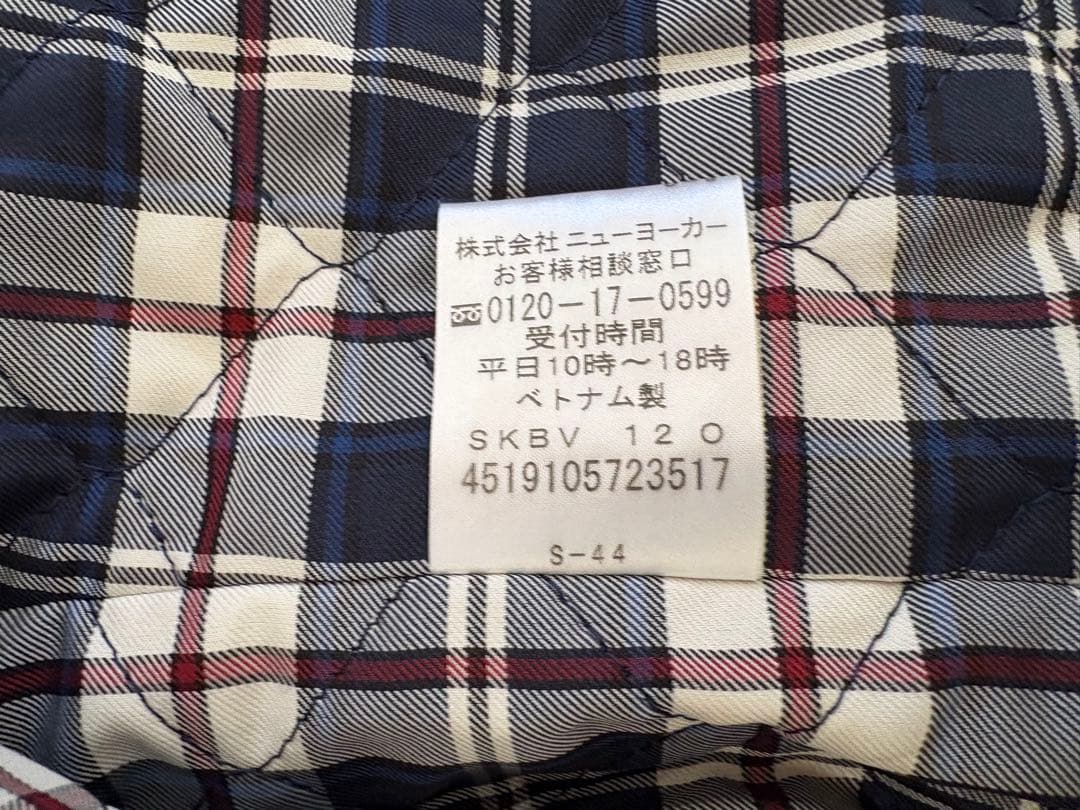 株式会社 ニューヨーカー
お客様相談窓口
0120-17-0599
受付時間
平日10時〜18時
ベトナム製
SKBV 12 O
4519105723517
S-44